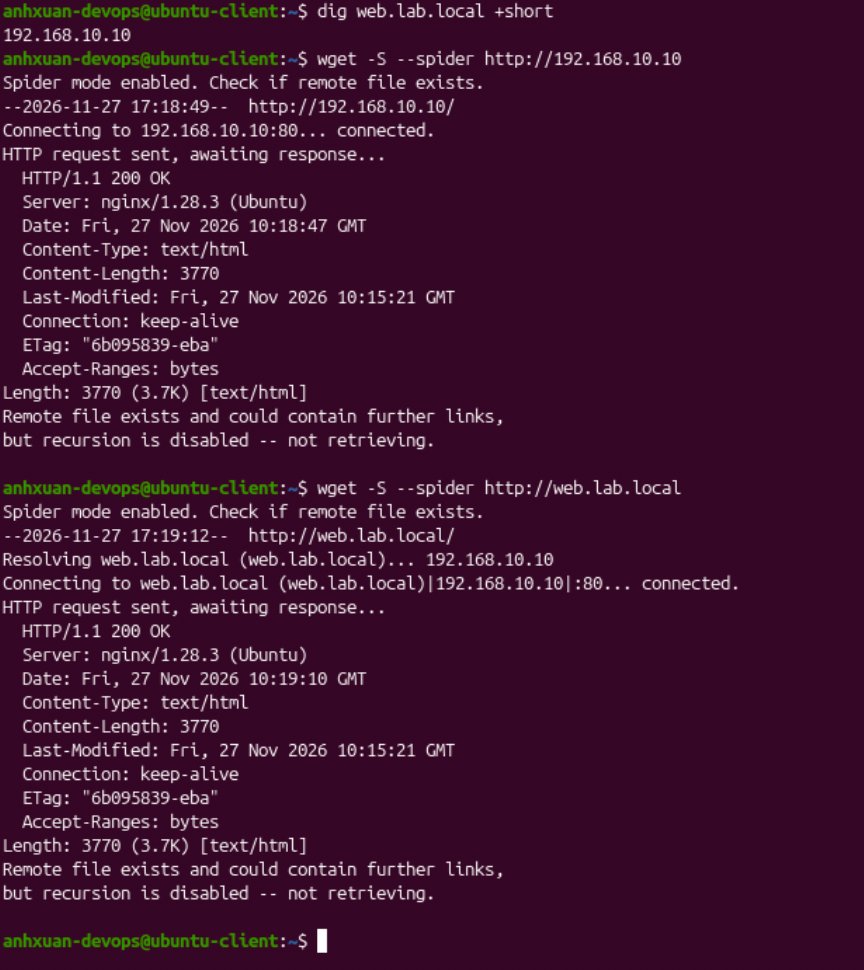 anhxuan-devops@ubuntu-client:~$ dig web.lab.local +short
192.168.10.10
anhxuan-devops@ubuntu-client:~$ wget -S --spider http://192.168.10.10
Spider mode enabled. Check if remote file exists.
--2026-11-27 17:18:49--  http://192.168.10.10/
Connecting to 192.168.10.10:80... connected.
HTTP request sent, awaiting response...
  HTTP/1.1 200 OK
  Server: nginx/1.28.3 (Ubuntu)
  Date: Fri, 27 Nov 2026 10:18:47 GMT
  Content-Type: text/html
  Content-Length: 3770
  Last-Modified: Fri, 27 Nov 2026 10:15:21 GMT
  Connection: keep-alive
  ETag: "6b095839-eba"
  Accept-Ranges: bytes
Length: 3770 (3.7K) [text/html]
Remote file exists and could contain further links,
but recursion is disabled -- not retrieving.
anhxuan-devops@ubuntu-client:~$ wget -S --spider http://web.lab.local
Spider mode enabled. Check if remote file exists.
--2026-11-27 17:19:12--  http://web.lab.local/
Resolving web.lab.local (web.lab.local)... 192.168.10.10
Connecting to web.lab.local (web.lab.local)|192.168.10.10|:80... connected.
HTTP request sent, awaiting response...
  HTTP/1.1 200 OK
  Server: nginx/1.28.3 (Ubuntu)
  Date: Fri, 27 Nov 2026 10:19:10 GMT
  Content-Type: text/html
  Content-Length: 3770
  Last-Modified: Fri, 27 Nov 2026 10:15:21 GMT
  Connection: keep-alive
  ETag: "6b095839-eba"
  Accept-Ranges: bytes
Length: 3770 (3.7K) [text/html]
Remote file exists and could contain further links,
but recursion is disabled -- not retrieving.
anhxuan-devops@ubuntu-client:~$